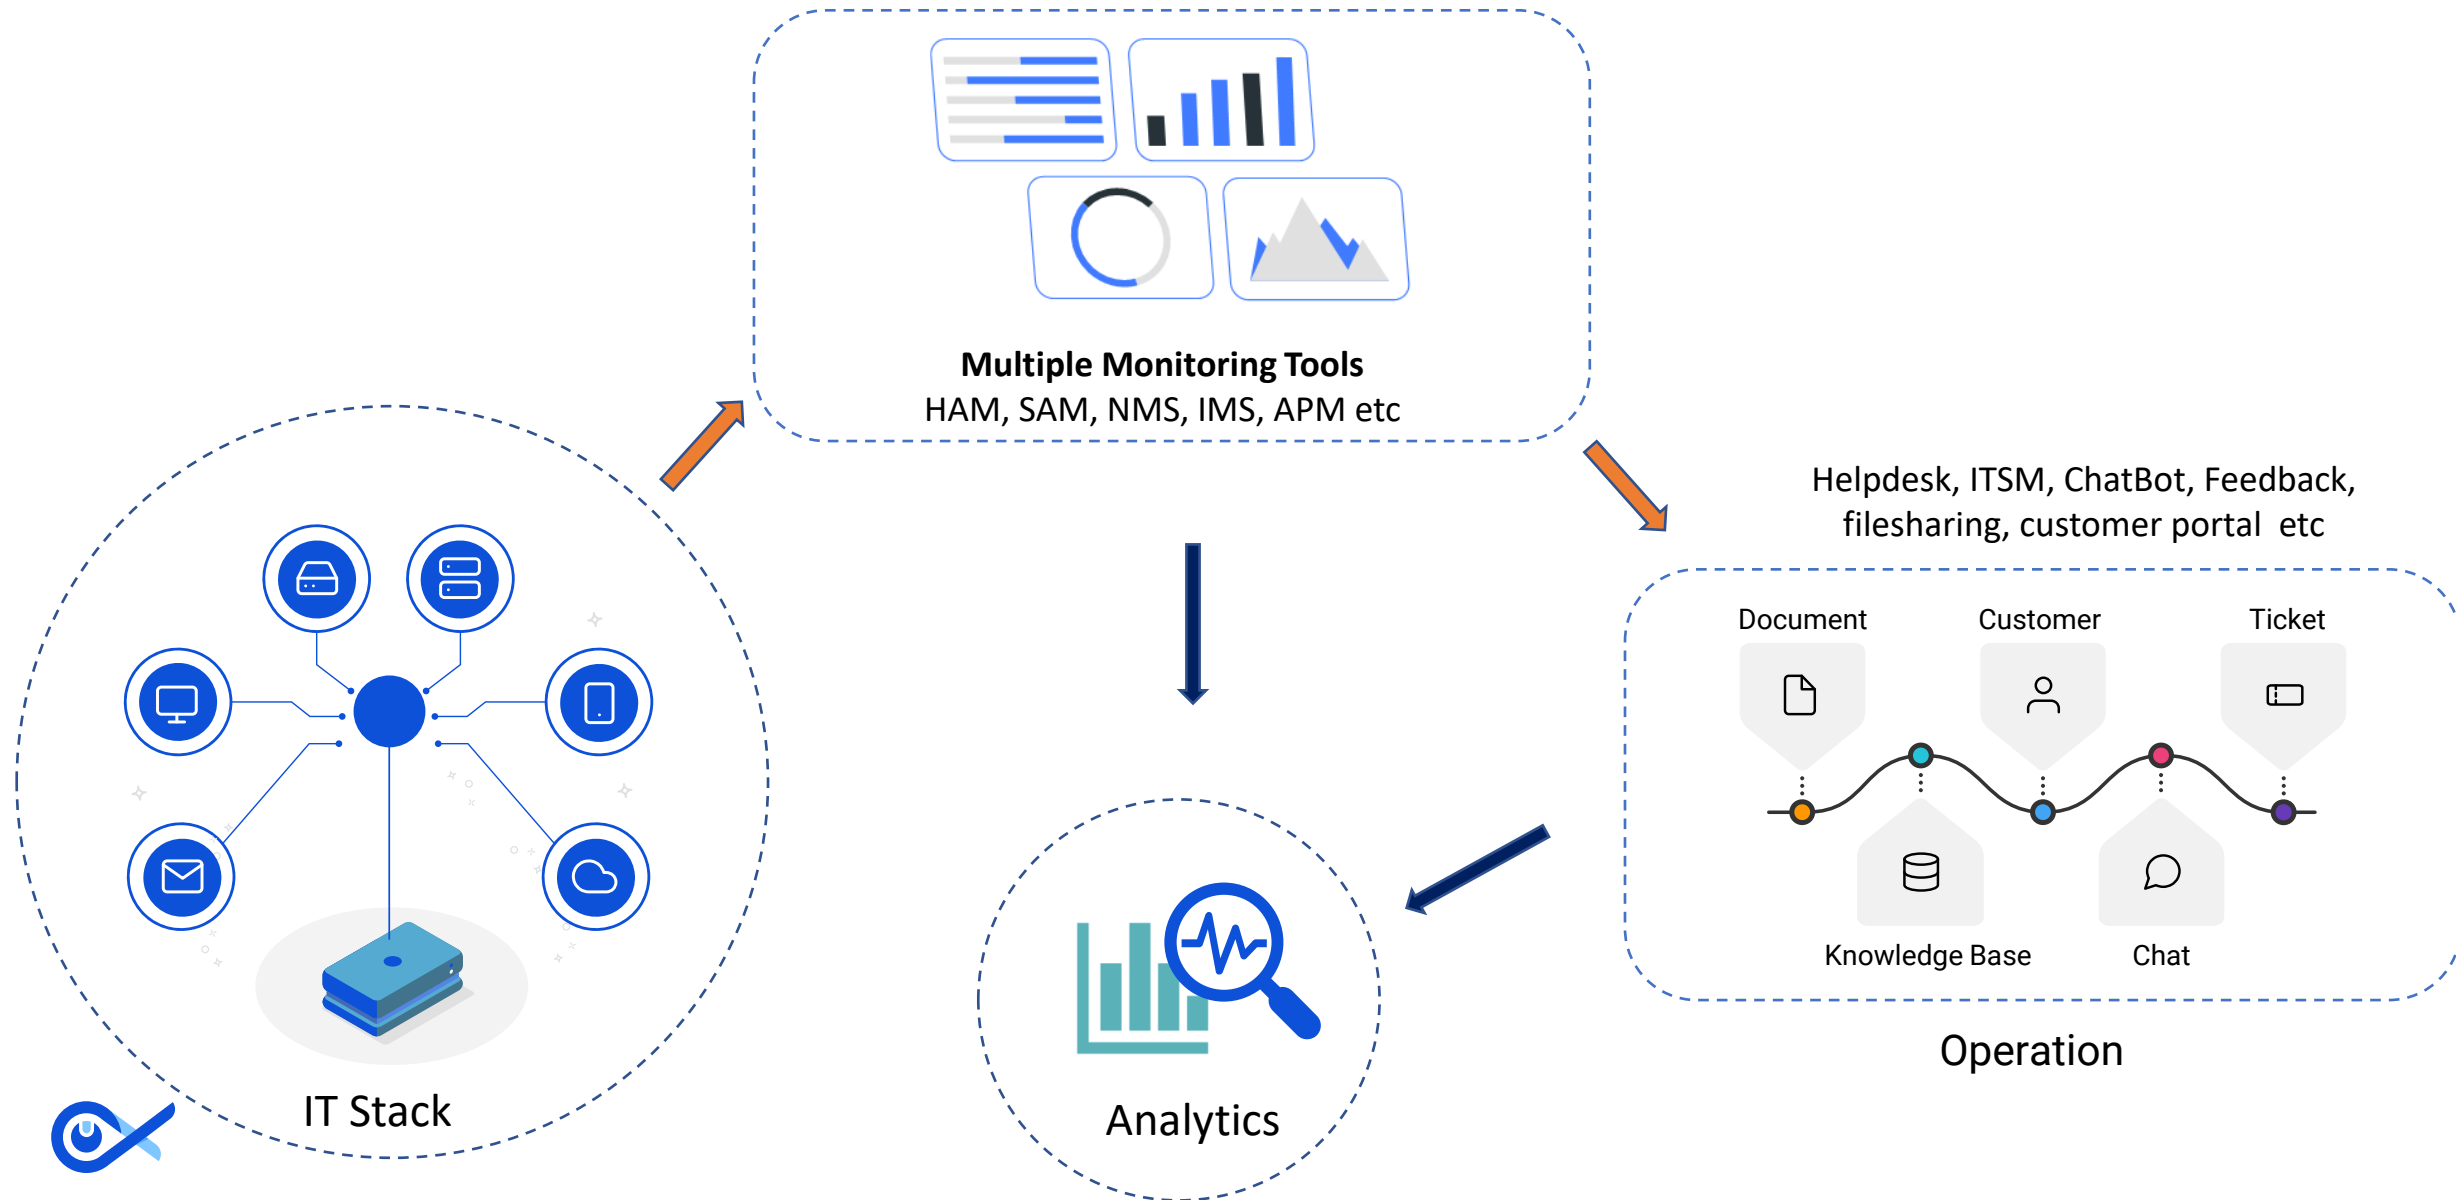 Multiple Monitoring Tools
HAM, SAM, NMS, IMS, APM etc
Helpdesk, ITSM, ChatBot, Feedback,
filesharing, customer portal  etc
Document
Customer
Ticket
Knowledge Base
Chat
Operation
IT Stack
Analytics